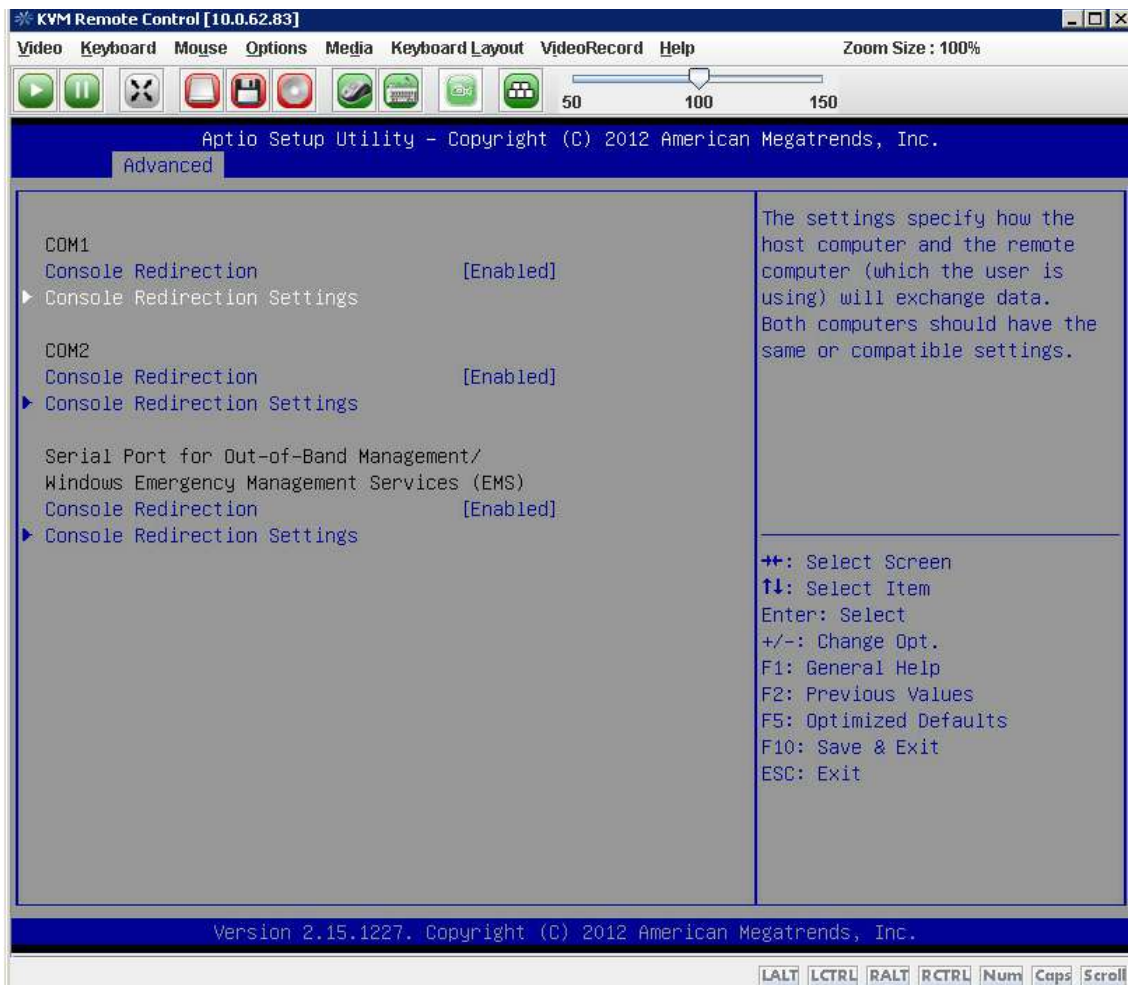 KVM Remote Control [10.0.62.83]
Video Keyboard Mouse Options Media Keyboard Layout VideoRecord Help Zoom Size : 100%
50 100 150
Aptio Setup Utility – Copyright (C) 2012 American Megatrends, Inc.
Advanced
COM1
Console Redirection [Enabled]
Console Redirection Settings
COM2
Console Redirection [Enabled]
Console Redirection Settings
Serial Port for Out-of-Band Management/
Windows Emergency Management Services (EMS)
Console Redirection [Enabled]
Console Redirection Settings
The settings specify how the
host computer and the remote
computer (which the user is
using) will exchange data.
Both computers should have the
same or compatible settings.
→←: Select Screen
↑↓: Select Item
Enter: Select
+/-: Change Opt.
F1: General Help
F2: Previous Values
F5: Optimized Defaults
F10: Save & Exit
ESC: Exit
Version 2.15.1227. Copyright (C) 2012 American Megatrends, Inc.
LALT LCTRL RALT RCTRL Num Caps Scroll